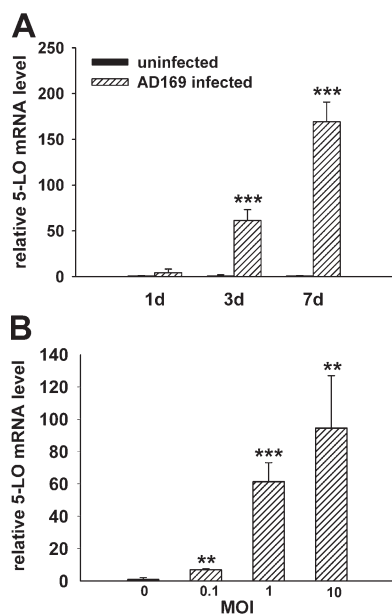 A
relative 5-LO mRNA level
250
200
150
100
50
0
uninfected
AD169 infected
***
***
1d 3d 7d
B
relative 5-LO mRNA level
140
120
100
80
60
40
20
0
**
***
**
0 0.1 1 10
MOI